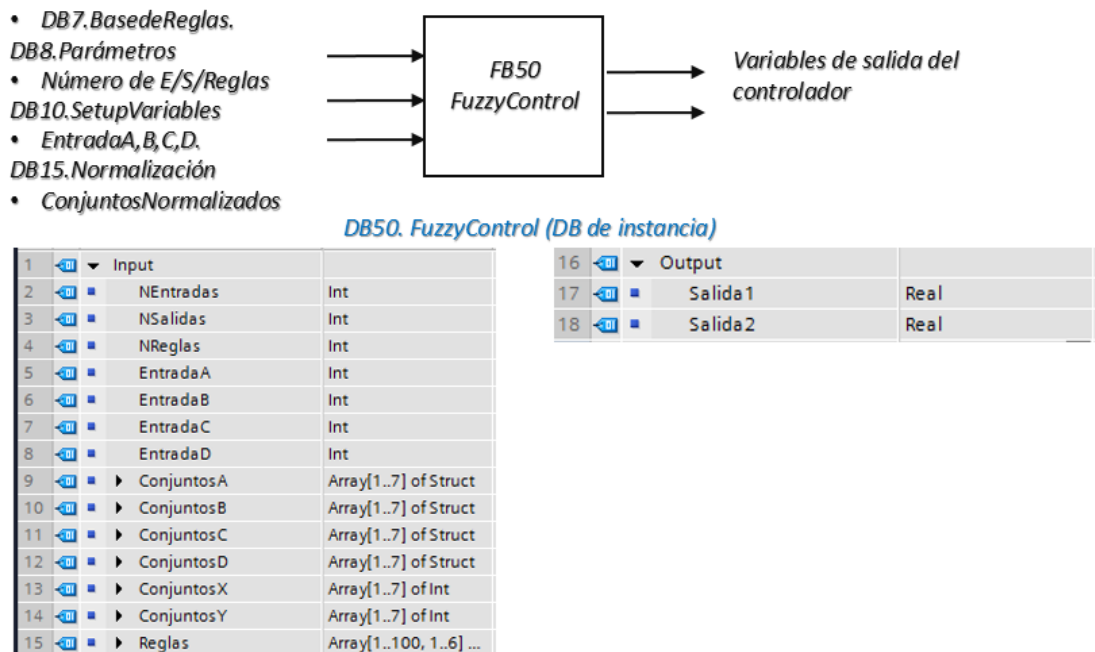 • DB7.BasedeReglas.
DB8.Parámetros
• Número de E/S/Reglas
DB10.SetupVariables
• EntradaA,B,C,D.
DB15.Normalización
• ConjuntosNormalizados
FB50
FuzzyControl
Variables de salida del
controlador
DB50. FuzzyControl (DB de instancia)
1 Input
2 NEntradas Int
3 NSalidas Int
4 NReglas Int
5 EntradaA Int
6 EntradaB Int
7 EntradaC Int
8 EntradaD Int
9 ConjuntosA Array[1..7] of Struct
10 ConjuntosB Array[1..7] of Struct
11 ConjuntosC Array[1..7] of Struct
12 ConjuntosD Array[1..7] of Struct
13 ConjuntosX Array[1..7] of Int
14 ConjuntosY Array[1..7] of Int
15 Reglas Array[1..100, 1..6] ...
16 Output
17 Salida1 Real
18 Salida2 Real